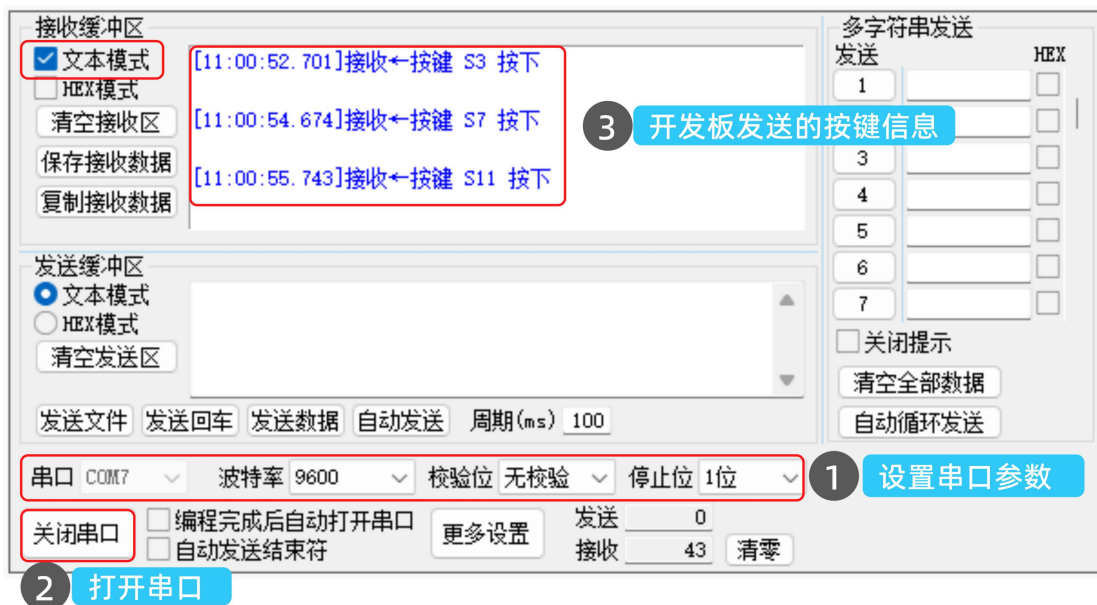 接收缓冲区
文本模式
HEX模式
清空接收区
保存接收数据
复制接收数据
[11:00:52.701]接收←按键 S3 按下
[11:00:54.674]接收←按键 S7 按下
[11:00:55.743]接收←按键 S11 按下
3 开发板发送的按键信息
多字符串发送
发送 HEX
1
3
4
5
6
7
关闭提示
清空全部数据
自动循环发送
发送缓冲区
文本模式
HEX模式
清空发送区
发送文件 发送回车 发送数据 自动发送 周期(ms) 100
串口 COM7 波特率 9600 校验位 无校验 停止位 1位
1 设置串口参数
关闭串口
编程完成后自动打开串口
自动发送结束符
更多设置
发送 0
接收 43 清零
2 打开串口